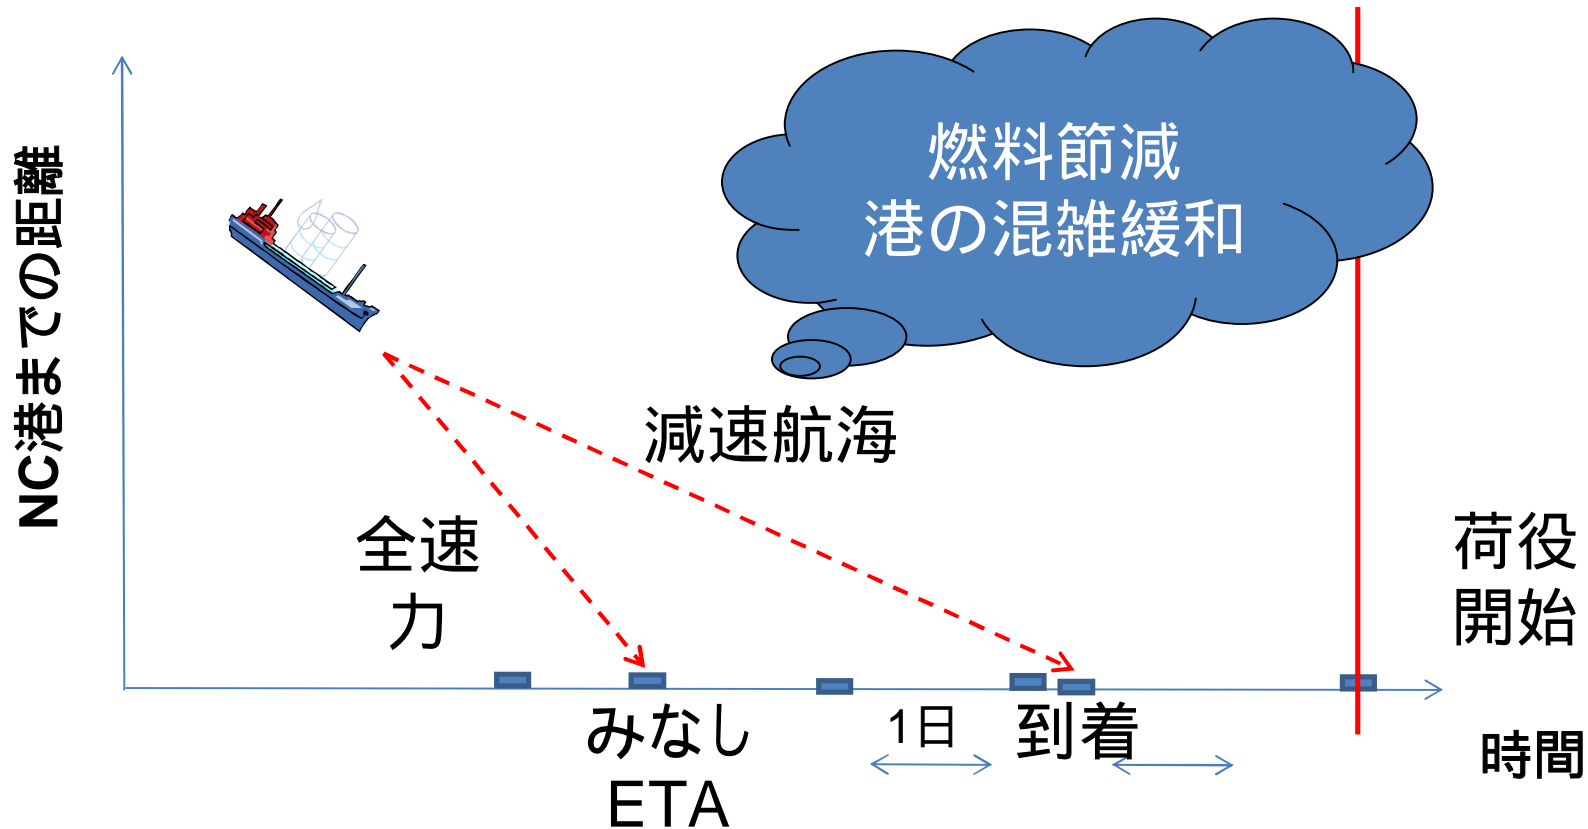 燃料節減
港の混雑緩和
NC港までの距離
減速航海
全速
力
荷役
開始
みなし
ETA
1日
到着
時間